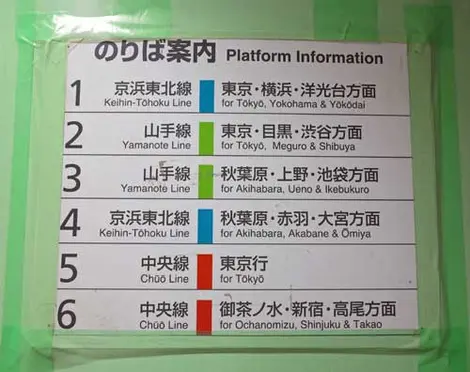 のりば案内 Platform Information
1 京浜東北線 東京・横浜・洋光台方面
Keihin-Tōhoku Line for Tōkyō, Yokohama & Yōkōdai
2 山手線 東京・目黒・渋谷方面
Yamanote Line for Tōkyō, Meguro & Shibuya
3 山手線 秋葉原・上野・池袋方面
Yamanote Line for Akihabara, Ueno & Ikebukuro
4 京浜東北線 秋葉原・赤羽・大宮方面
Keihin-Tōhoku Line for Akihabara, Akabane & Ōmiya
5 中央線 東京行
Chūō Line for Tōkyō
6 中央線 御茶ノ水・新宿・高尾方面
Chūō Line for Ochanomizu, Shinjuku & Takao